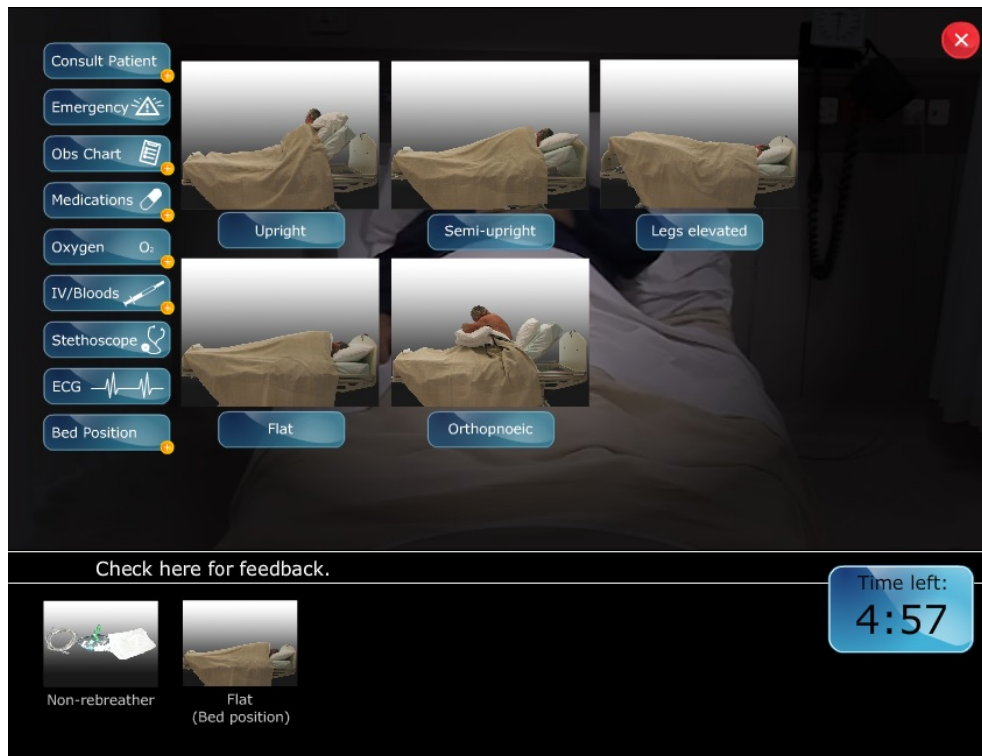 Consult Patient
Emergency
Obs Chart
Medications
Oxygen O₂
IV/Bloods
Stethoscope
ECG
Bed Position
Upright
Semi-upright
Legs elevated
Flat
Orthopnoeic
Check here for feedback.
Time left:
4:57
Non-rebreather
Flat
(Bed position)